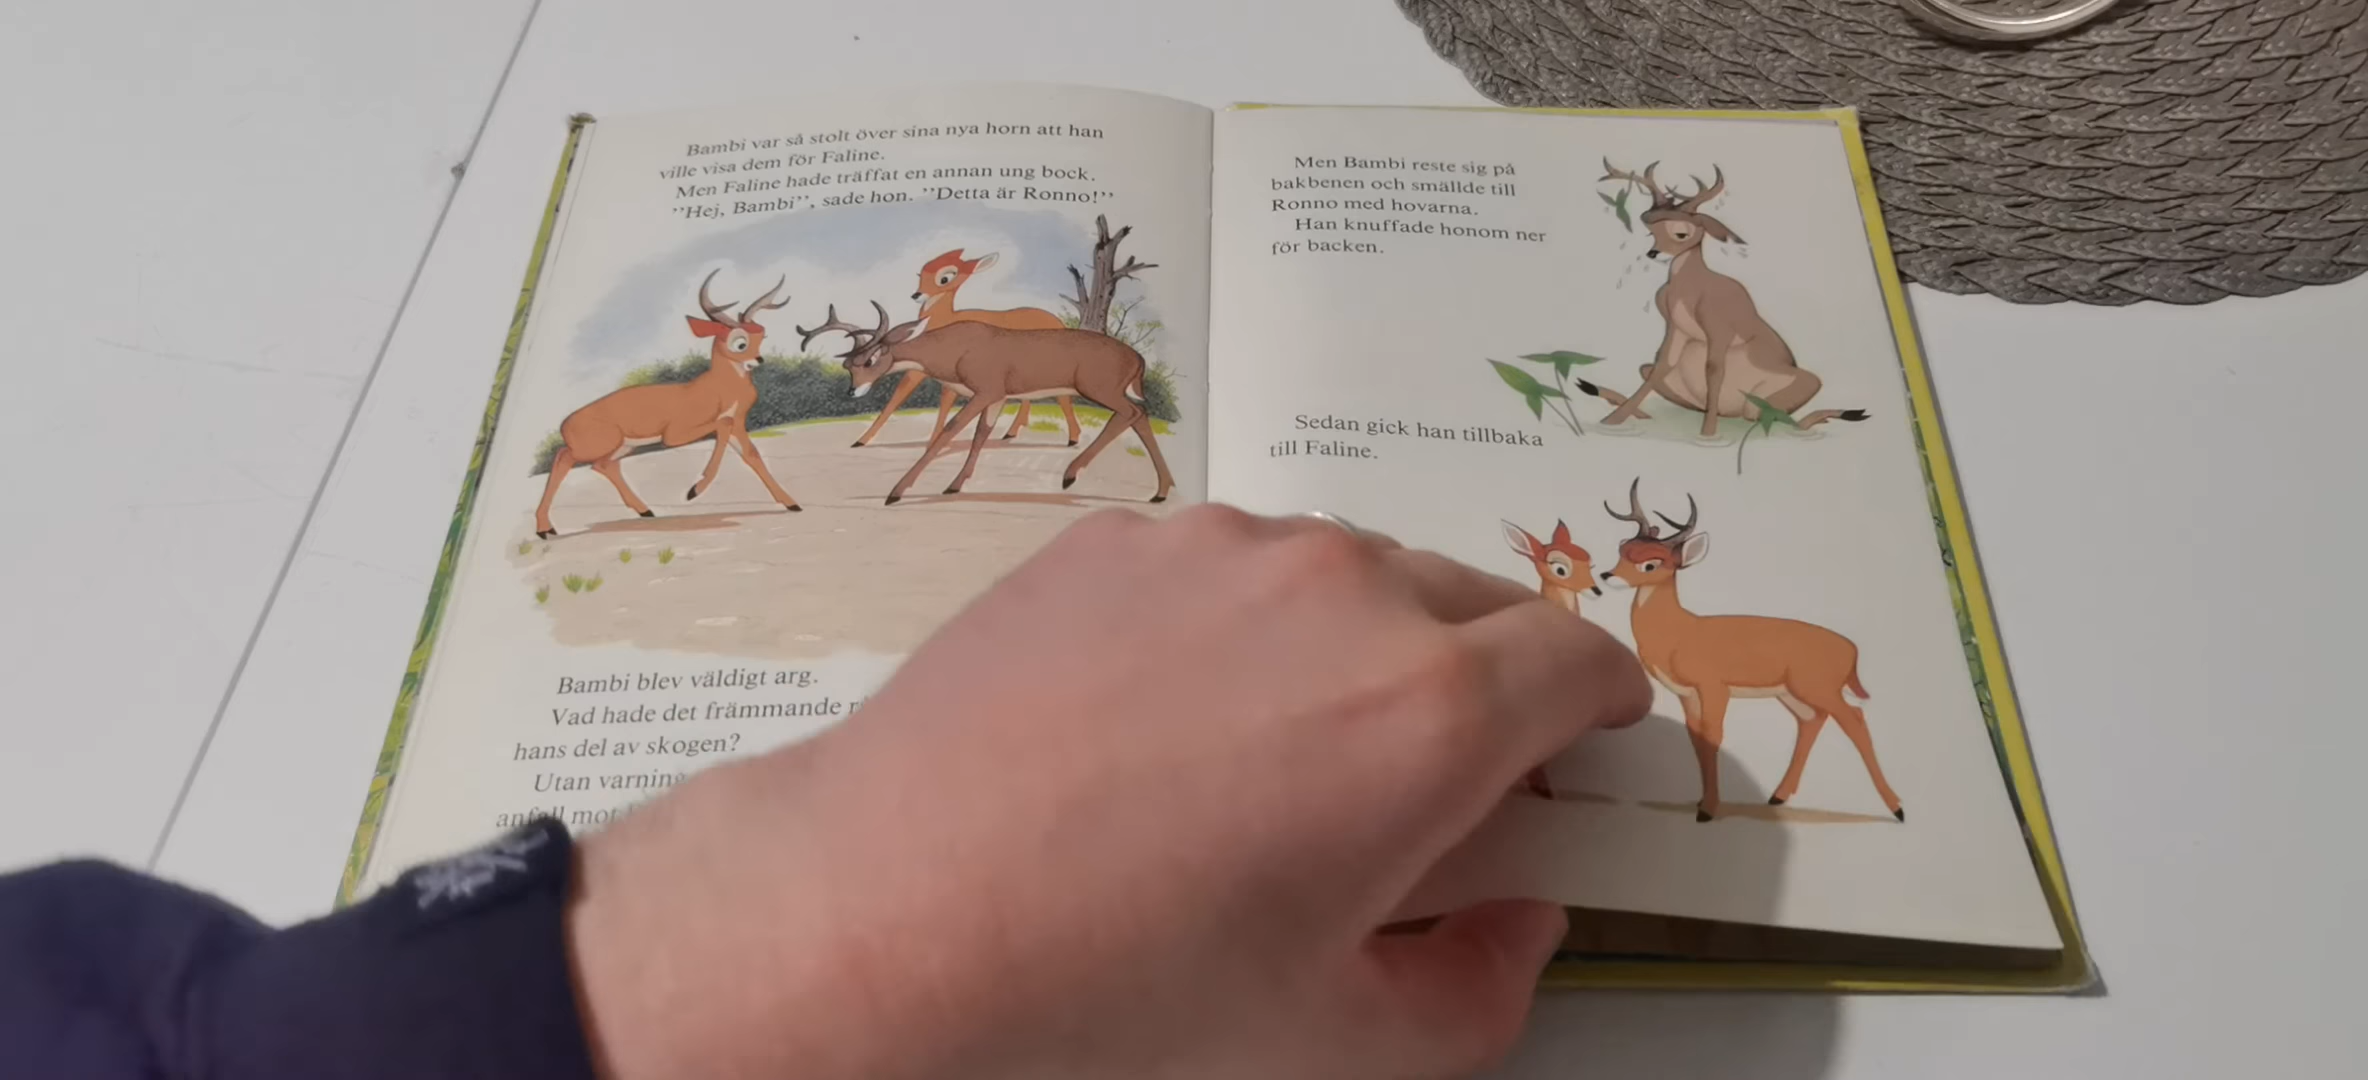 Bambi var så stolt över sina nya horn att han
ville visa dem för Faline.
Men Faline hade träffat en annan ung bock.
”Hej, Bambi”, sade hon. ”Detta är Ronno!”
Bambi blev väldigt arg.
Vad hade det främmande
hans del av skogen?
Utan varning
anfall mot
Men Bambi reste sig på
bakbenen och smällde till
Ronno med hovarna.
Han knuffade honom ner
för backen.
Sedan gick han tillbaka
till Faline.